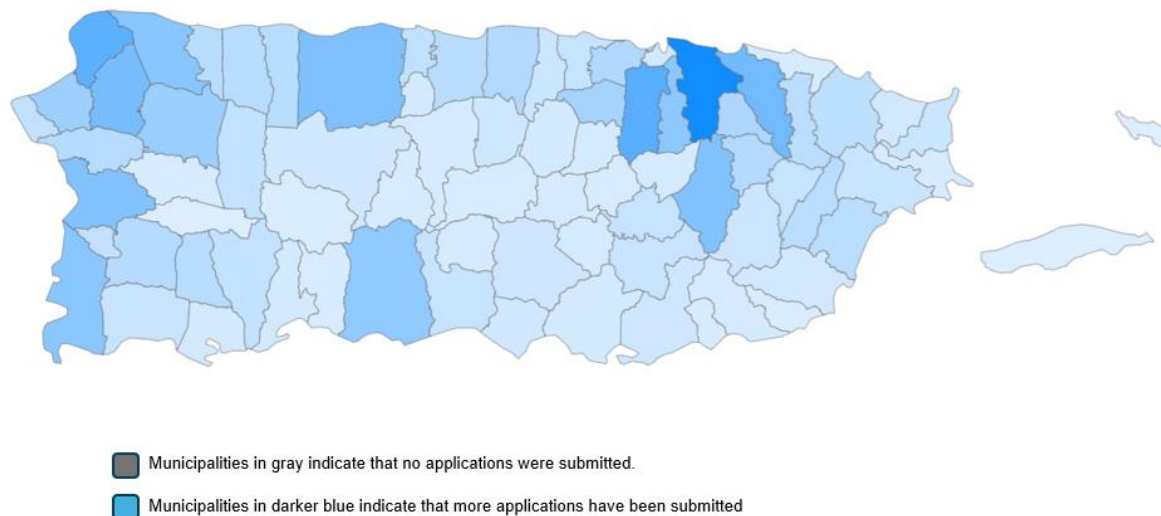 Municipalities in gray indicate that no applications were submitted.
Municipalities in darker blue indicate that more applications have been submitted